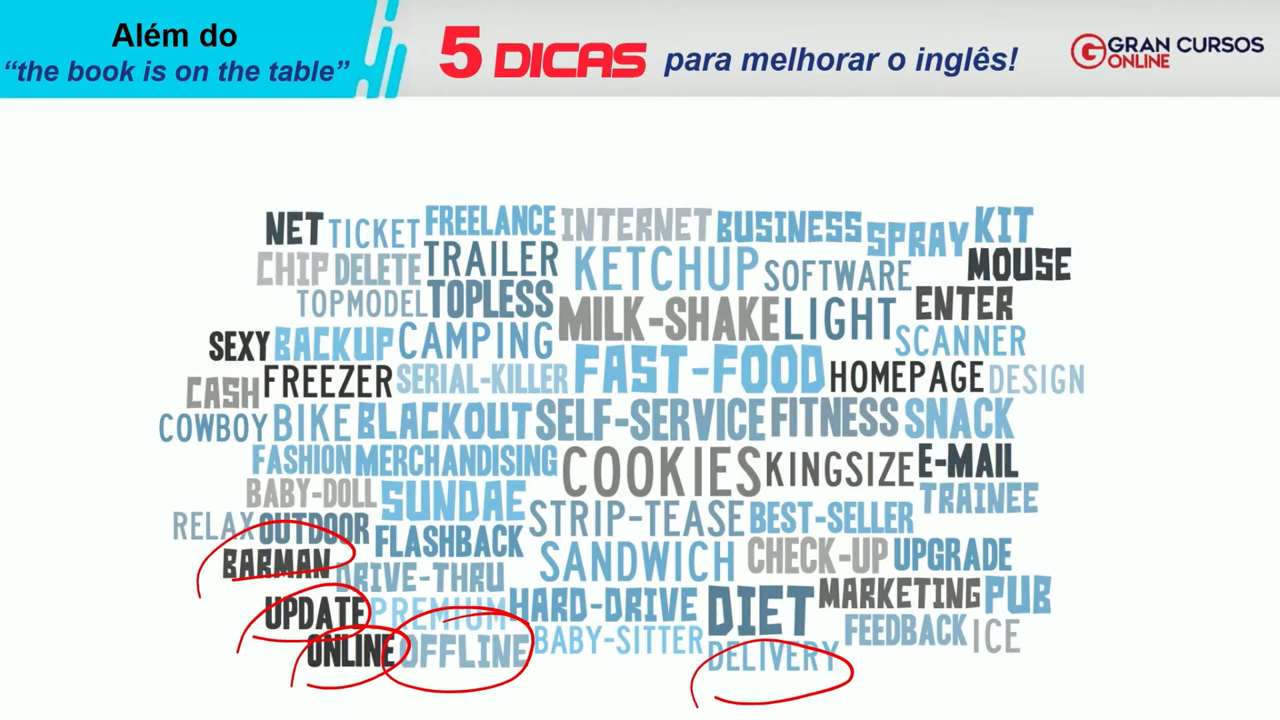 Além do
“the book is on the table”
5 DICAS para melhorar o inglês!
GRAN CURSOS
ONLINE
NET TICKET FREELANCE INTERNET BUSINESS SPRAY KIT
CHIP DELETE TRAILER KETCHUP SOFTWARE MOUSE
TOPMODEL TOPLESS MILK-SHAKE LIGHT ENTER
SEXY BACKUP CAMPING SCANNER
CASH FREEZER SERIAL-KILLER FAST-FOOD HOMEPAGE DESIGN
COWBOY BIKE BLACKOUT SELF-SERVICE FITNESS SNACK
FASHION MERCHANDISING COOKIES KINGSIZE E-MAIL
BABY-DOLL SUNDAE STRIP-TEASE BEST-SELLER TRAINEE
RELAX OUTDOOR FLASHBACK SANDWICH CHECK-UP UPGRADE
BARMAN DRIVE-THRU
UPDATE PREMIUM HARD-DRIVE DIET MARKETING PUB
ONLINE OFFLINE BABY-SITTER DELIVERY FEEDBACK ICE